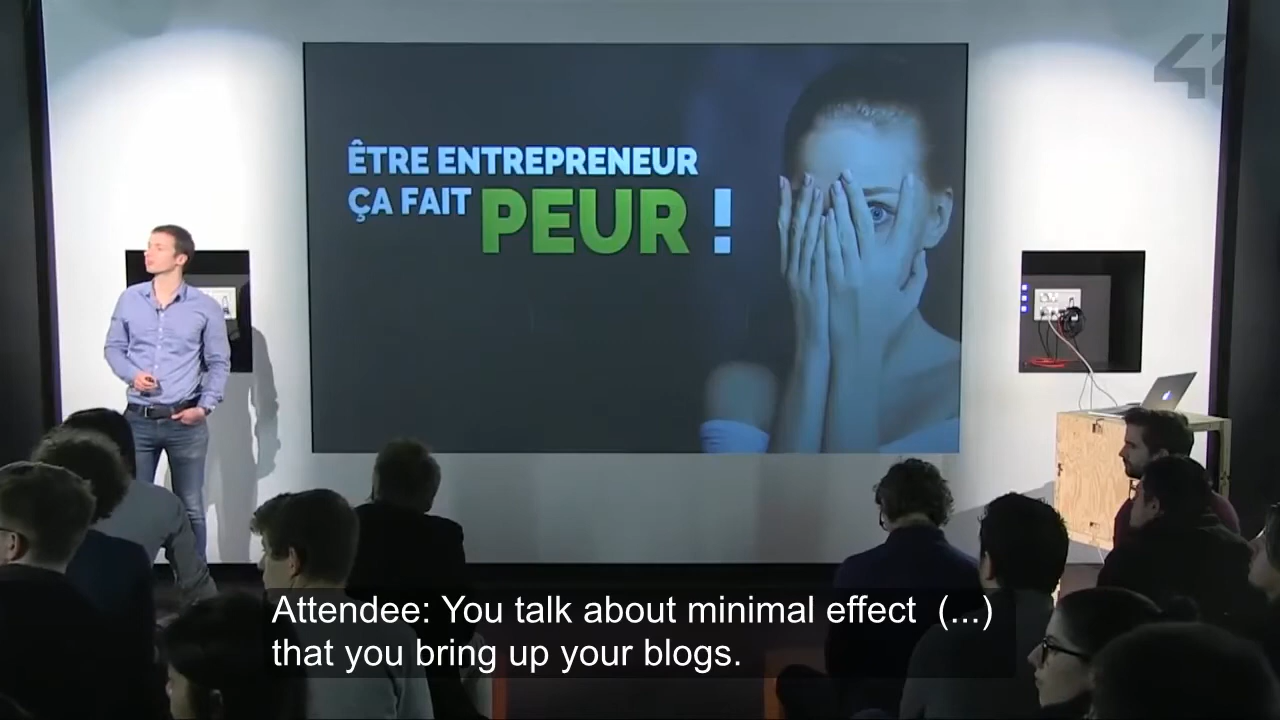 42
ÊTRE ENTREPRENEUR
ÇA FAIT PEUR !
Attendee: You talk about minimal effect (...)
that you bring up your blogs.